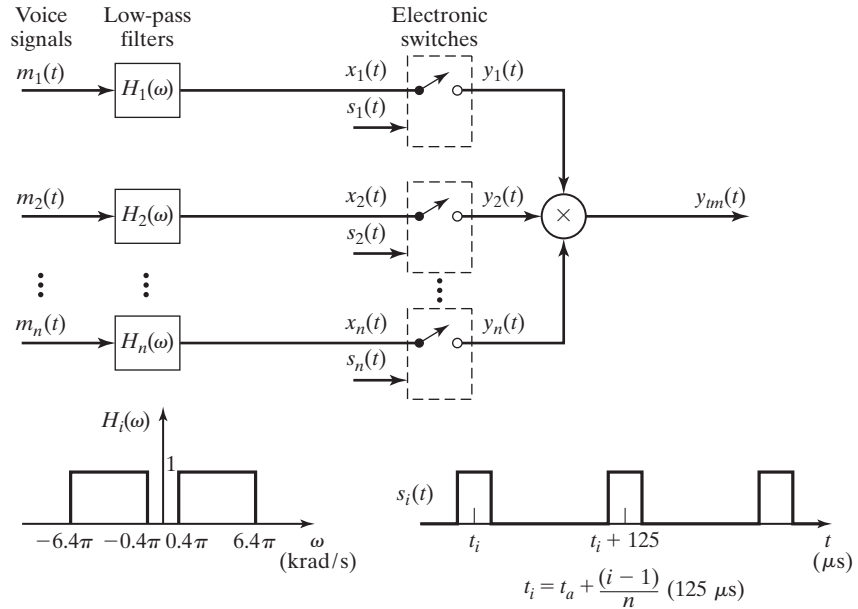 Voice signals
Low-pass filters
Electronic switches
m₁(t)
H₁(ω)
x₁(t)
y₁(t)
s₁(t)
m₂(t)
H₂(ω)
x₂(t)
y₂(t)
×
yₜₘ(t)
s₂(t)
mₙ(t)
Hₙ(ω)
xₙ(t)
yₙ(t)
sₙ(t)
Hᵢ(ω)
1
−6.4π −0.4π 0.4π 6.4π ω
(krad/s)
sᵢ(t)
tᵢ tᵢ + 125 t
(μs)
tᵢ = tₐ + (i − 1)/n (125 μs)